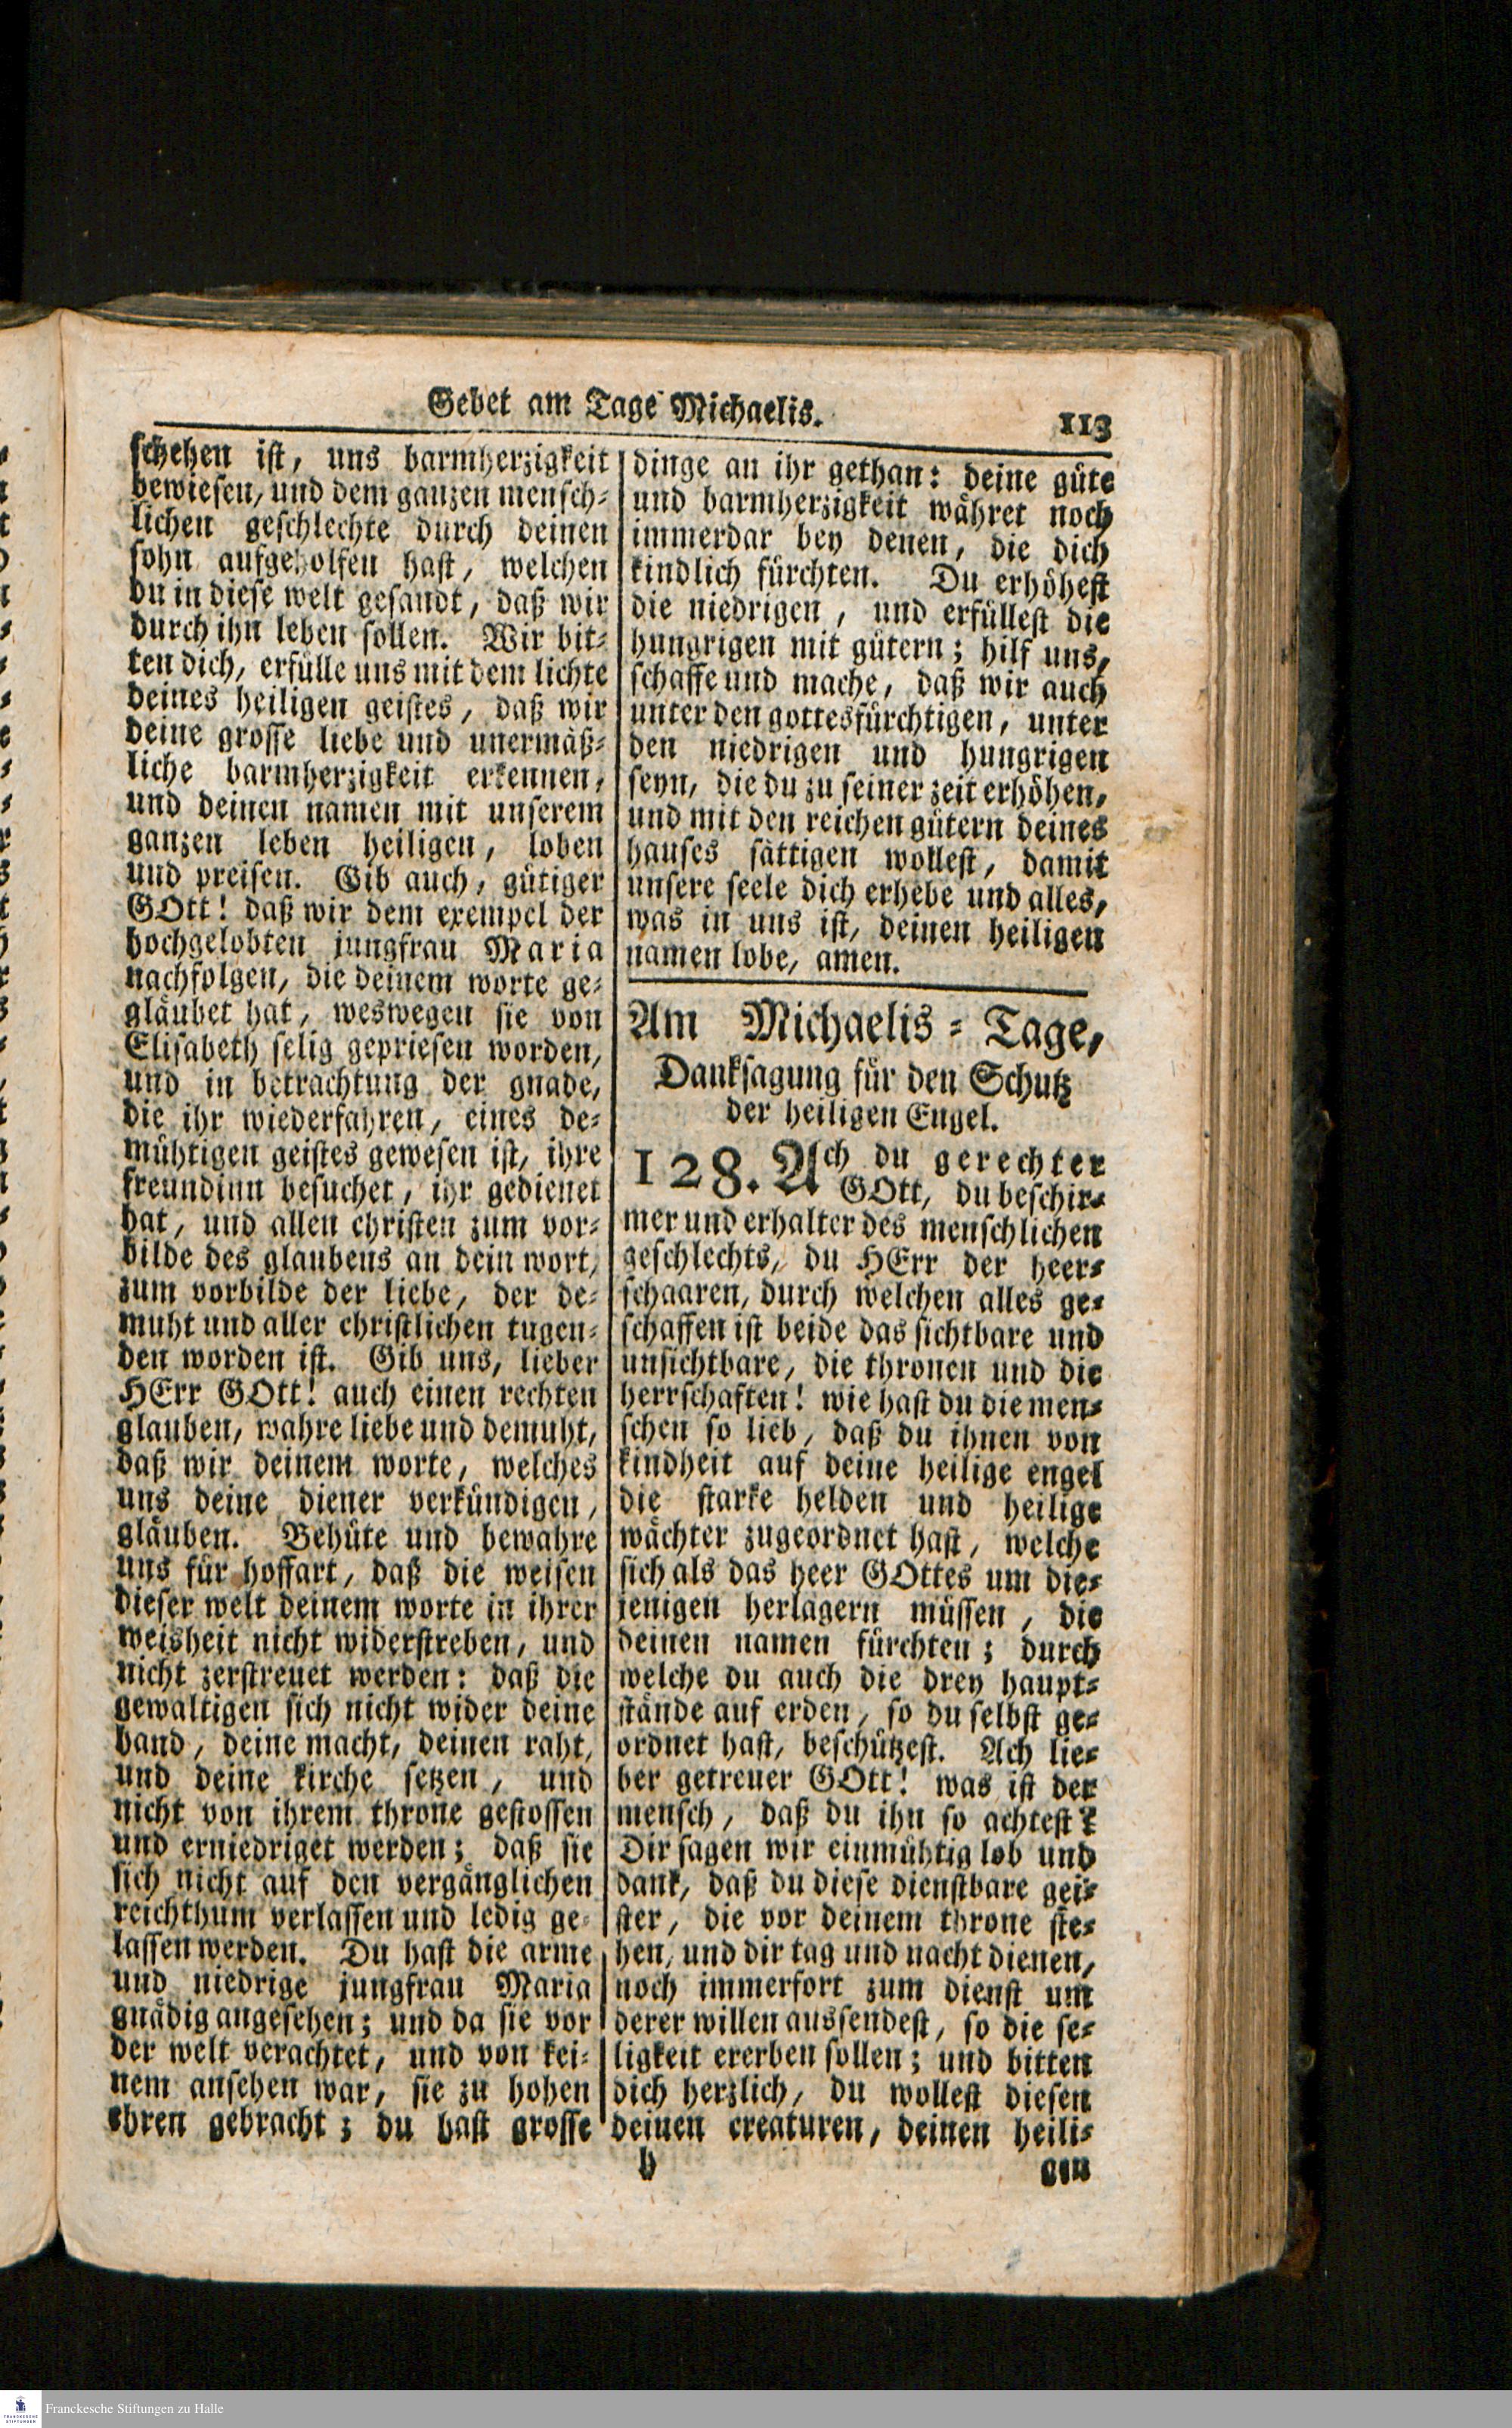 Gebet am Tage Michaelis. 113
schehen ist, uns barmherzigkeit
bewiesen, und dem ganzen mensch-
lichen geschlechte durch deinen
sohn aufgeholfen hast, welchen
du in diese welt gesandt, daß wir
durch ihn leben sollen. Wir bit-
ten dich, erfülle uns mit dem lichte
deines heiligen geistes, daß wir
deine grosse liebe und unermäß-
liche barmherzigkeit erkennen,
und deinen namen mit unserem
ganzen leben heiligen, loben
und preisen. Gib auch, gütiger
GOtt! daß wir dem exempel der
hochgelobten jungfrau Maria
nachfolgen, die deinem worte ge-
gläubet hat, weswegen sie von
Elisabeth selig gepriesen worden,
und in betrachtung der gnade,
die ihr wiederfahren, eines de-
mühtigen geistes gewesen ist, ihre
freundinn besuchet, ihr gedienet
hat, und allen christen zum vor-
bilde des glaubens an dein wort,
zum vorbilde der liebe, der de-
muht und aller christlichen tugen-
den worden ist. Gib uns, lieber
HErr GOtt! auch einen rechten
glauben, wahre liebe und demuht,
daß wir deinem worte, welches
uns deine diener verkündigen,
gläuben. Behüte und bewahre
uns für hoffart, daß die weisen
dieser welt deinem worte in ihrer
weisheit nicht widerstreben, und
nicht zerstreuet werden: daß die
gewaltigen sich nicht wider deine
hand, deine macht, deinen raht,
und deine kirche setzen, und
nicht von ihrem throne gestossen
und erniedriget werden; daß sie
sich nicht auf den vergänglichen
reichthum verlassen und ledig ge-
lassen werden. Du hast die arme
und niedrige jungfrau Maria
gnädig angesehen; und da sie vor
der welt verachtet, und von kei-
nem ansehen war, sie zu hohen
ehren gebracht; du hast grosse
dinge an ihr gethan: deine güte
und barmherzigkeit währet noch
immerdar bey denen, die dich
kindlich fürchten. Du erhöhest
die niedrigen, und erfüllest die
hungrigen mit gütern; hilf uns,
schaffe und mache, daß wir auch
unter den gottesfürchtigen, unter
den niedrigen und hungrigen
seyn, die du zu seiner zeit erhöhen,
und mit den reichen gütern deines
hauses sättigen wollest, damit
unsere seele dich erhebe und alles,
was in uns ist, deinen heiligen
namen lobe, amen.
Am Michaelis-Tage,
Danksagung für den Schutz
der heiligen Engel.
128. Ach du gerechter
GOtt, du beschir-
mer und erhalter des menschlichen
geschlechts, du HErr der heer-
schaaren, durch welchen alles ge-
schaffen ist beide das sichtbare und
unsichtbare, die thronen und die
herrschaften! wie hast du die men-
schen so lieb, daß du ihnen von
kindheit auf deine heilige engel
die starke helden und heilige
wächter zugeordnet hast, welche
sich als das heer GOttes um die-
jenigen herlagern müssen, die
deinen namen fürchten; durch
welche du auch die drey haupt-
stände auf erden, so du selbst ge-
ordnet hast, beschützest. Ach lie-
ber getreuer GOtt! was ist der
mensch, daß du ihn so achtest?
Dir sagen wir einmühtig lob und
dank, daß du diese dienstbare gei-
ster, die vor deinem throne ste-
hen, und dir tag und nacht dienen,
noch immerfort zum dienst um
derer willen aussendest, so die se-
ligkeit ererben sollen; und bitten
dich herzlich, du wollest diesen
deinen creaturen, deinen heili-
h gen
Franckesche Stiftungen zu Halle